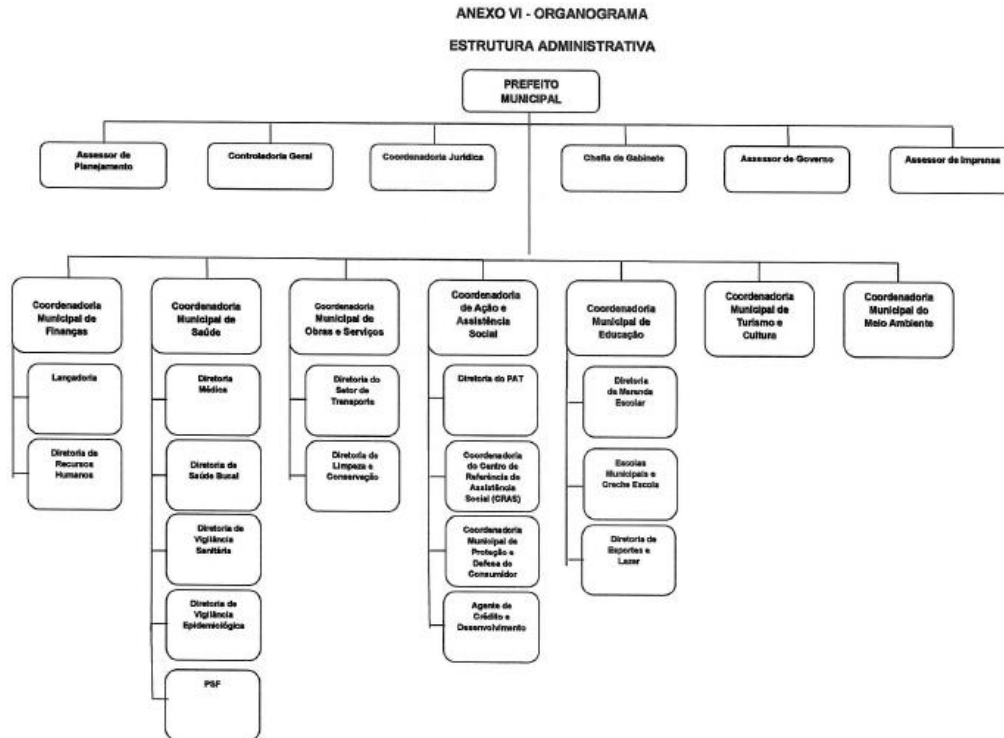 ANEXO VI - ORGANOGRAMA
ESTRUTURA ADMINISTRATIVA
PREFEITO
MUNICIPAL
Assessor de
Planejamento
Controladoria Geral
Coordenadoria Jurídica
Chefia de Gabinete
Assessor de Governo
Assessor de Imprensa
Coordenadoria
Municipal de
Finanças
Coordenadoria
Municipal de
Saúde
Coordenadoria
Municipal de
Obras e Serviços
Coordenadoria
de Ação e
Assistência
Social
Coordenadoria
Municipal de
Educação
Coordenadoria
Municipal de
Turismo e
Cultura
Coordenadoria
Municipal do
Meio Ambiente
Lançadoria
Diretoria
Médica
Diretoria do
Setor de
Transporte
Diretoria do PAT
Diretoria
da Merenda
Escolar
Diretoria de
Recursos
Humanos
Diretoria de
Saúde Bucal
Diretoria de
Limpeza e
Conservação
Coordenadoria
do Centro de
Referência de
Assistência
Social (CRAS)
Escolas
Municipais e
Creche Escola
Diretoria de
Vigilância
Sanitária
Coordenadoria
Municipal de
Proteção e
Defesa do
Consumidor
Diretoria de
Esportes e
Lazer
Diretoria de
Vigilância
Epidemiológica
Agente de
Crédito e
Desenvolvimento
PSF